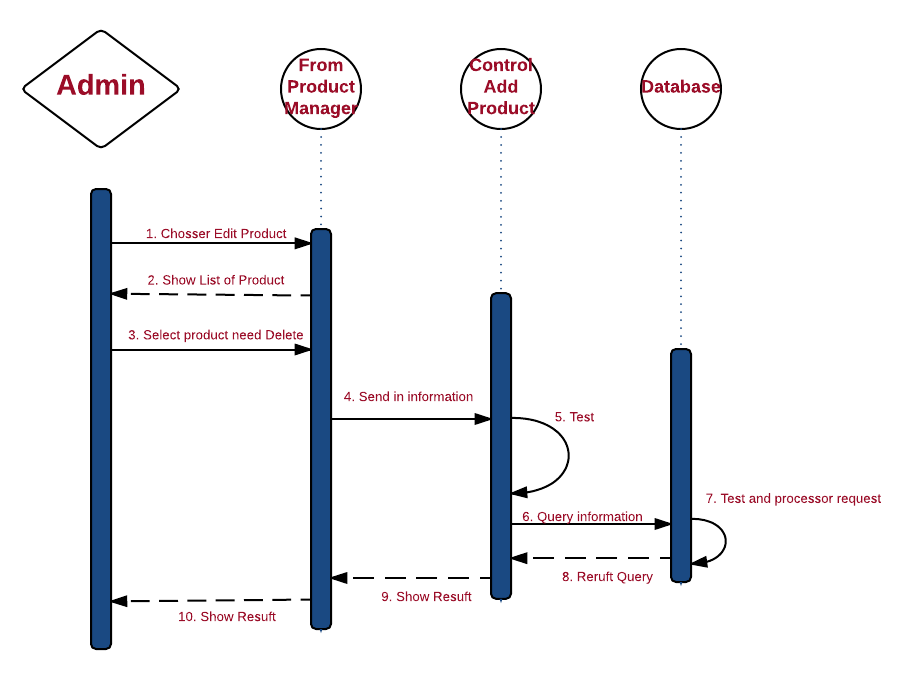 Admin
From
Product
Manager
Control
Add
Product
Database
1. Chosser Edit Product
2. Show List of Product
3. Select product need Delete
4. Send in information
5. Test
6. Query information
7. Test and processor request
8. Reruft Query
9. Show Resuft
10. Show Resuft